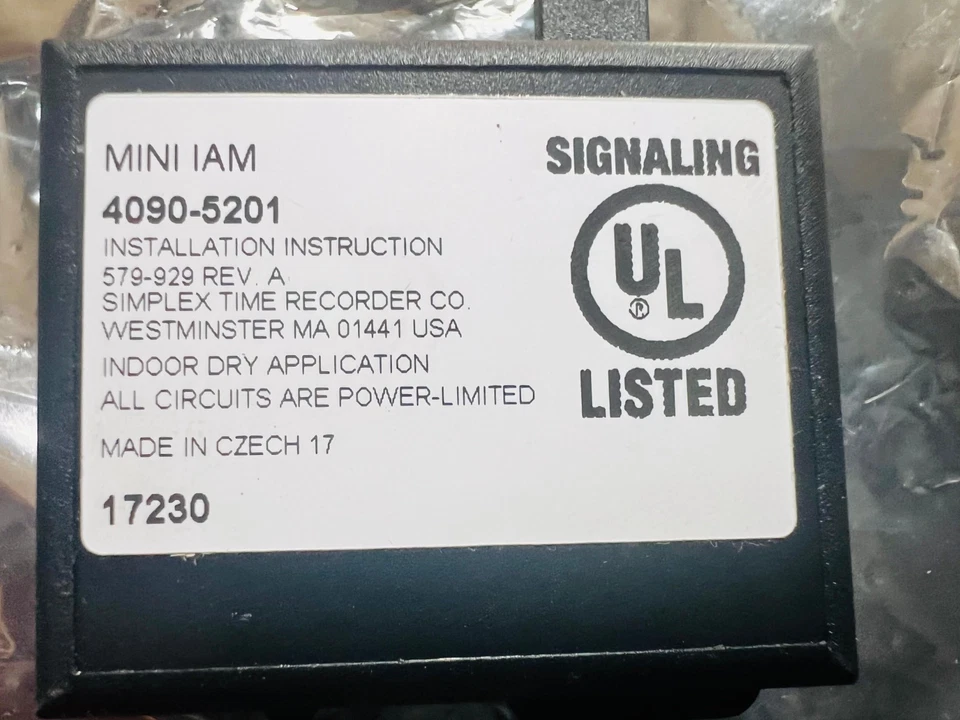 MINI IAM
4090-5201
INSTALLATION INSTRUCTION
579-929 REV. A
SIMPLEX TIME RECORDER CO.
WESTMINSTER MA 01441 USA
INDOOR DRY APPLICATION
ALL CIRCUITS ARE POWER-LIMITED
MADE IN CZECH 17
17230
SIGNALING
UL
®
LISTED